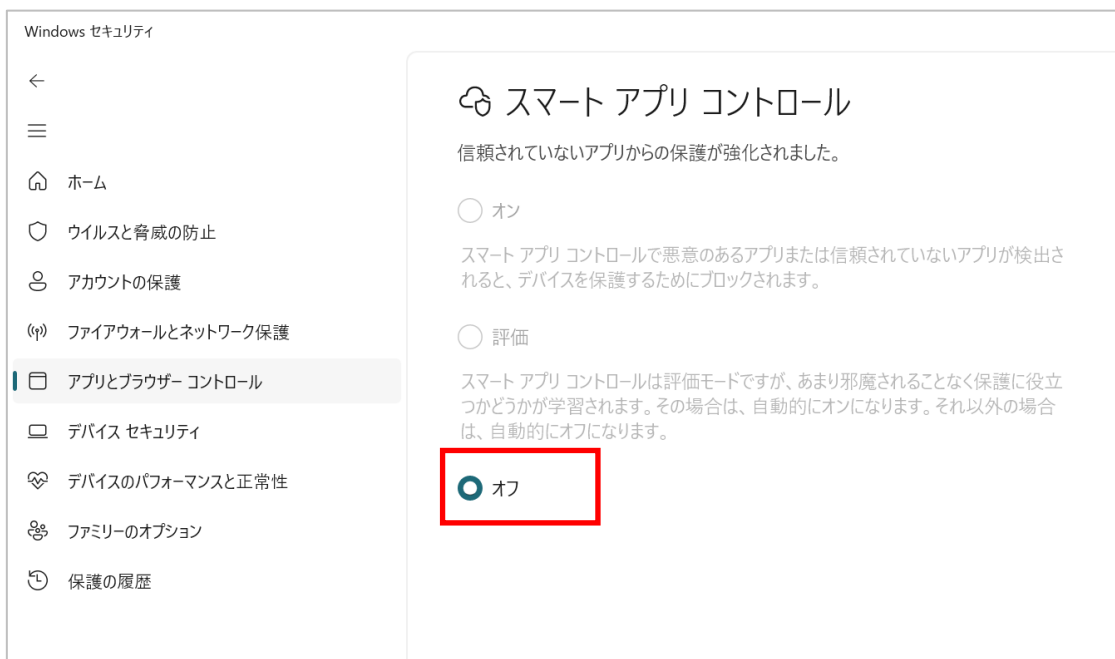 Windows セキュリティ
ホーム
ウイルスと脅威の防止
アカウントの保護
ファイアウォールとネットワーク保護
アプリとブラウザー コントロール
デバイス セキュリティ
デバイスのパフォーマンスと正常性
ファミリーのオプション
保護の履歴
スマート アプリ コントロール
信頼されていないアプリからの保護が強化されました。
オン
スマート アプリ コントロールで悪意のあるアプリまたは信頼されていないアプリが検出さ
れると、デバイスを保護するためにブロックされます。
評価
スマート アプリ コントロールは評価モードですが、あまり邪魔されることなく保護に役立
つかどうかが学習されます。その場合は、自動的にオンになります。それ以外の場合
は、自動的にオフになります。
オフ